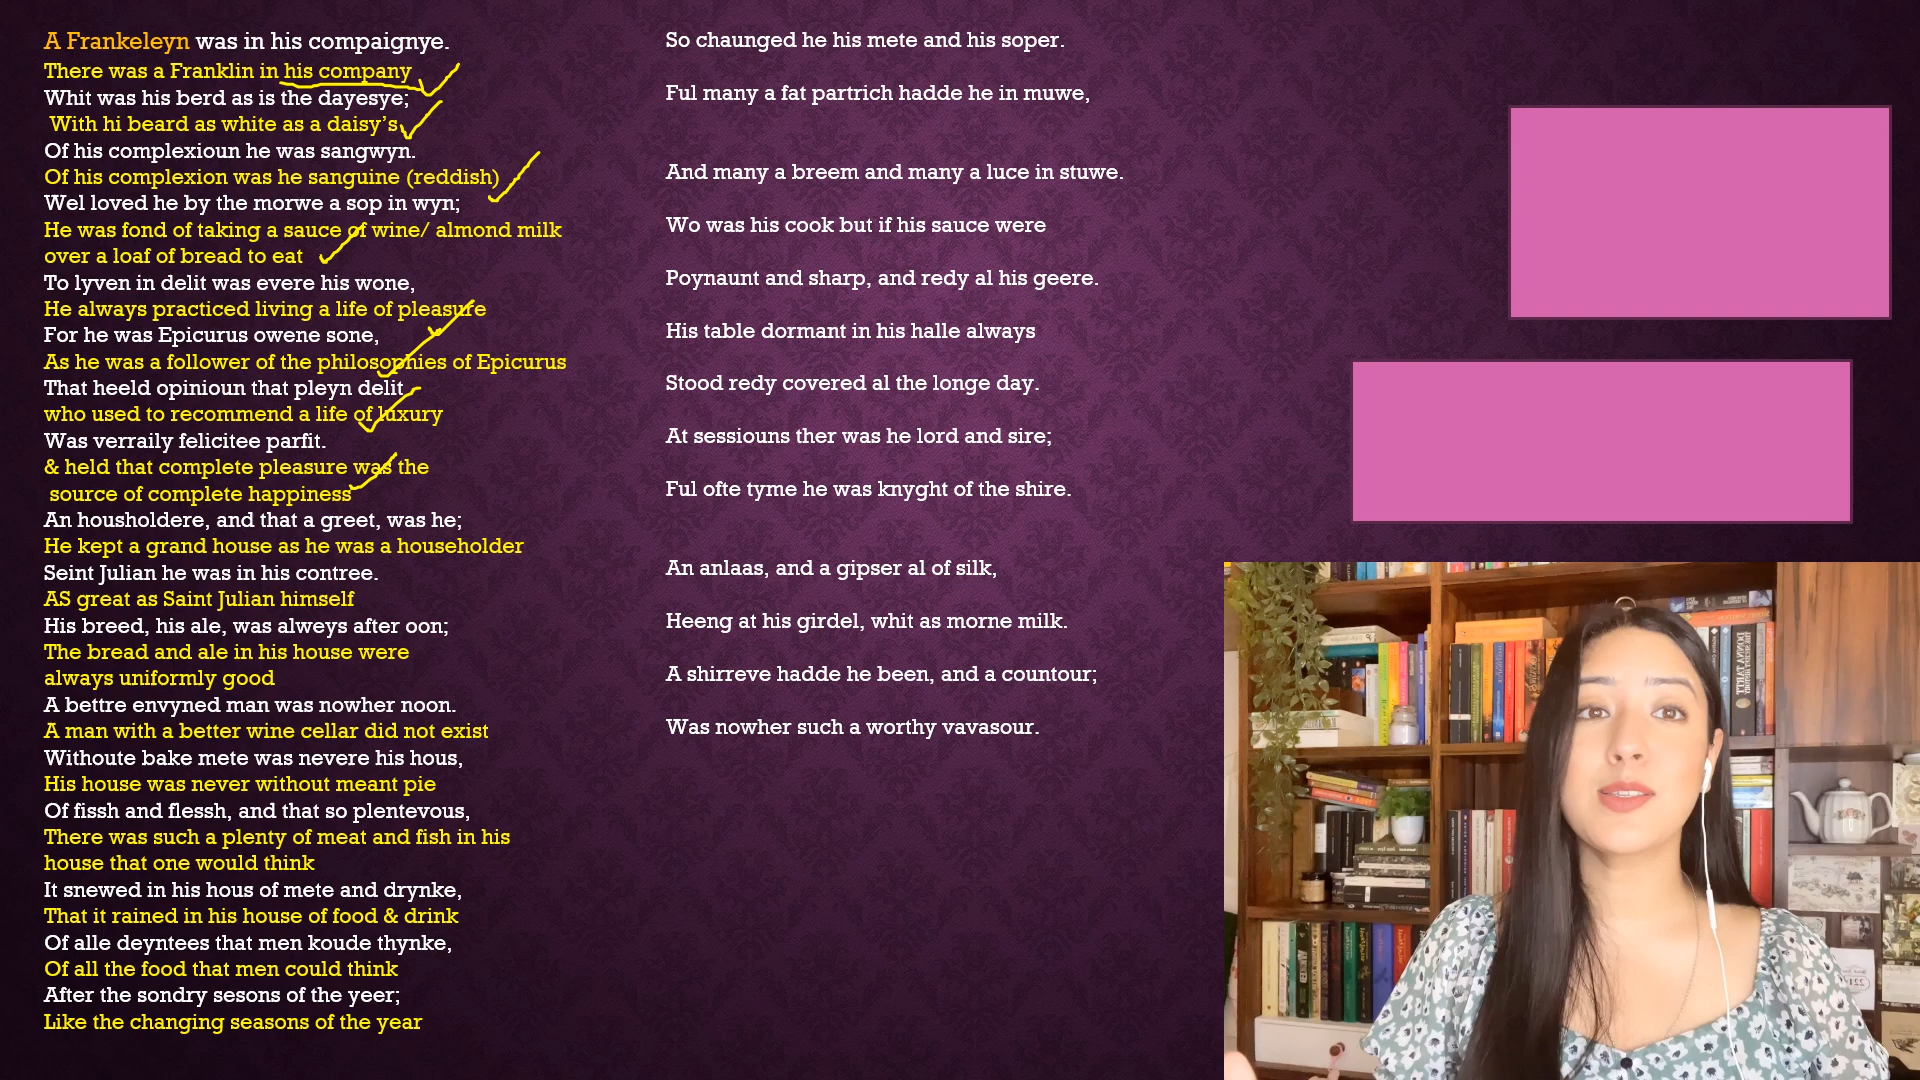 A Frankeleyn was in his compaignye.
There was a Franklin in his company
Whit was his berd as is the dayesye;
With hi beard as white as a daisy's
Of his complexioun he was sangwyn.
Of his complexion was he sanguine (reddish)
Wel loved he by the morwe a sop in wyn;
He was fond of taking a sauce of wine/ almond milk
over a loaf of bread to eat
To lyven in delit was evere his wone,
He always practiced living a life of pleasure
For he was Epicurus owene sone,
As he was a follower of the philosophies of Epicurus
That heeld opinioun that pleyn delit
who used to recommend a life of luxury
Was verraily felicitee parfit.
& held that complete pleasure was the
source of complete happiness
An housholdere, and that a greet, was he;
He kept a grand house as he was a householder
Seint Julian he was in his contree.
AS great as Saint Julian himself
His breed, his ale, was alweys after oon;
The bread and ale in his house were
always uniformly good
A bettre envyned man was nowher noon.
A man with a better wine cellar did not exist
Withoute bake mete was nevere his hous,
His house was never without meant pie
Of fissh and flessh, and that so plentevous,
There was such a plenty of meat and fish in his
house that one would think
It snewed in his hous of mete and drynke,
That it rained in his house of food & drink
Of alle deyntees that men koude thynke,
Of all the food that men could think
After the sondry sesons of the yeer;
Like the changing seasons of the year
So chaunged he his mete and his soper.
Ful many a fat partrich hadde he in muwe,
And many a breem and many a luce in stuwe.
Wo was his cook but if his sauce were
Poynaunt and sharp, and redy al his geere.
His table dormant in his halle always
Stood redy covered al the longe day.
At sessiouns ther was he lord and sire;
Ful ofte tyme he was knyght of the shire.
An anlaas, and a gipser al of silk,
Heeng at his girdel, whit as morne milk.
A shirreve hadde he been, and a countour;
Was nowher such a worthy vavasour.